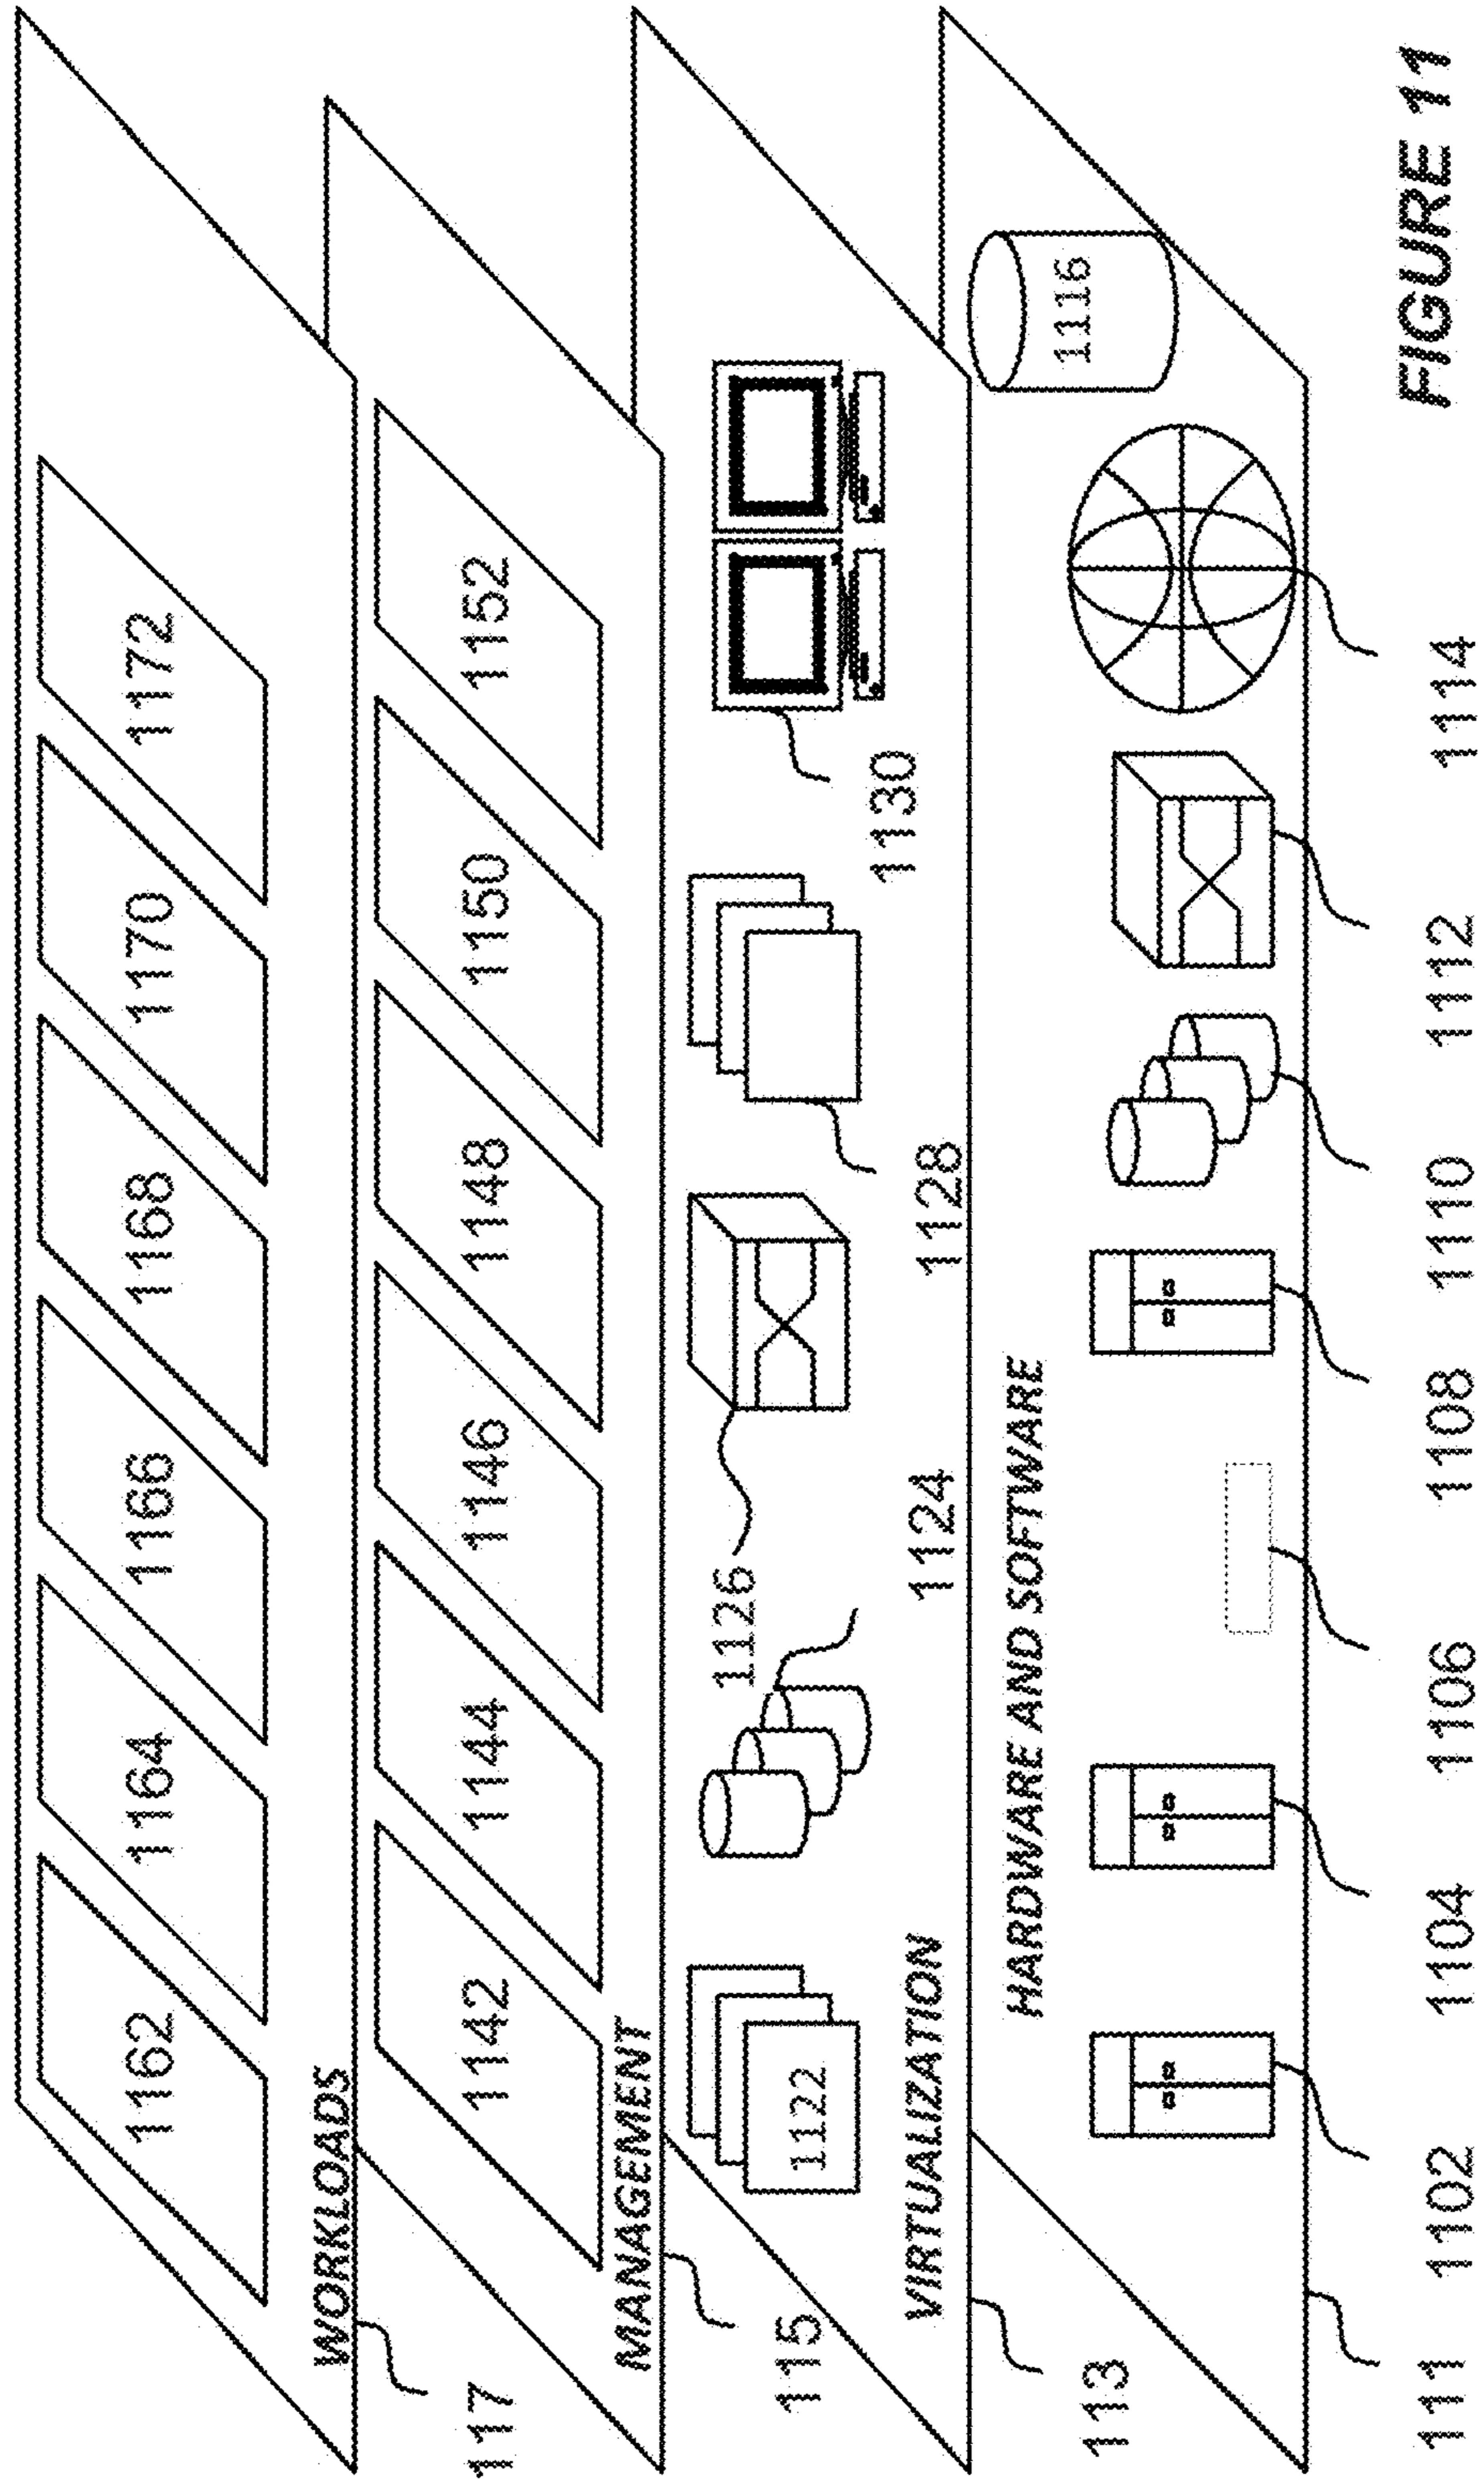 1162 1164 1166 1168 1170 1172
WORKLOADS
117
1142 1144 1146 1148 1150 1152
MANAGEMENT
115
1122
1126
1124
1128
1130
VIRTUALIZATION
113
HARDWARE AND SOFTWARE
1116
111 1102 1104 1106 1108 1110 1112 1114
FIGURE 11